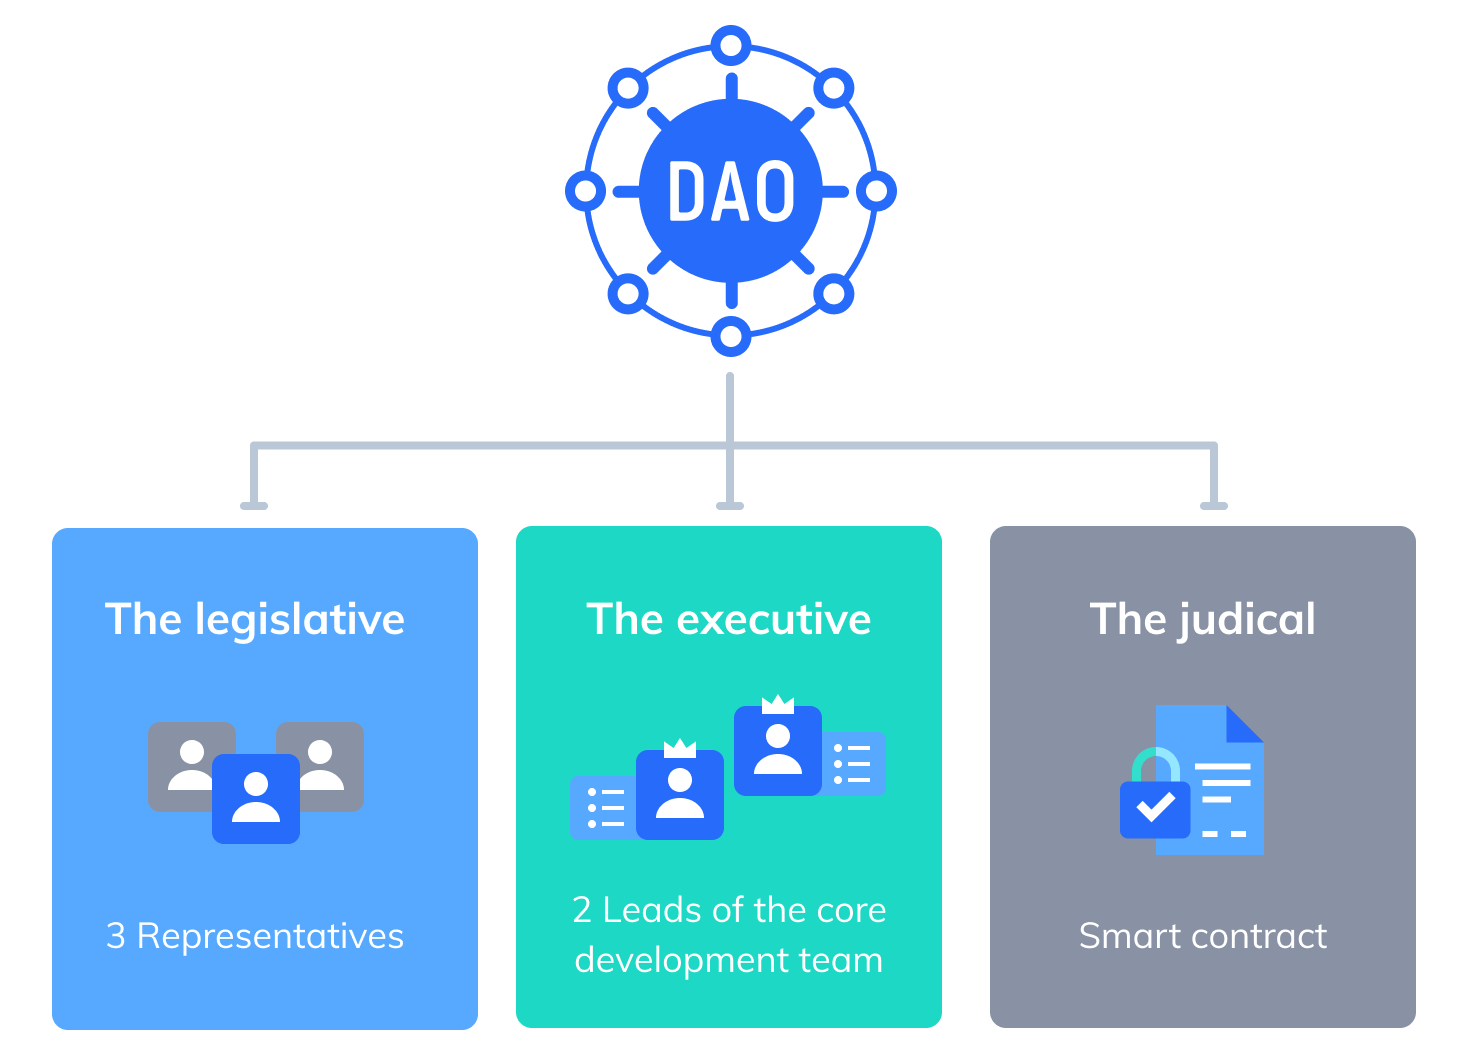 DAO
The legislative
The executive
The judical
3 Representatives
2 Leads of the core
development team
Smart contract